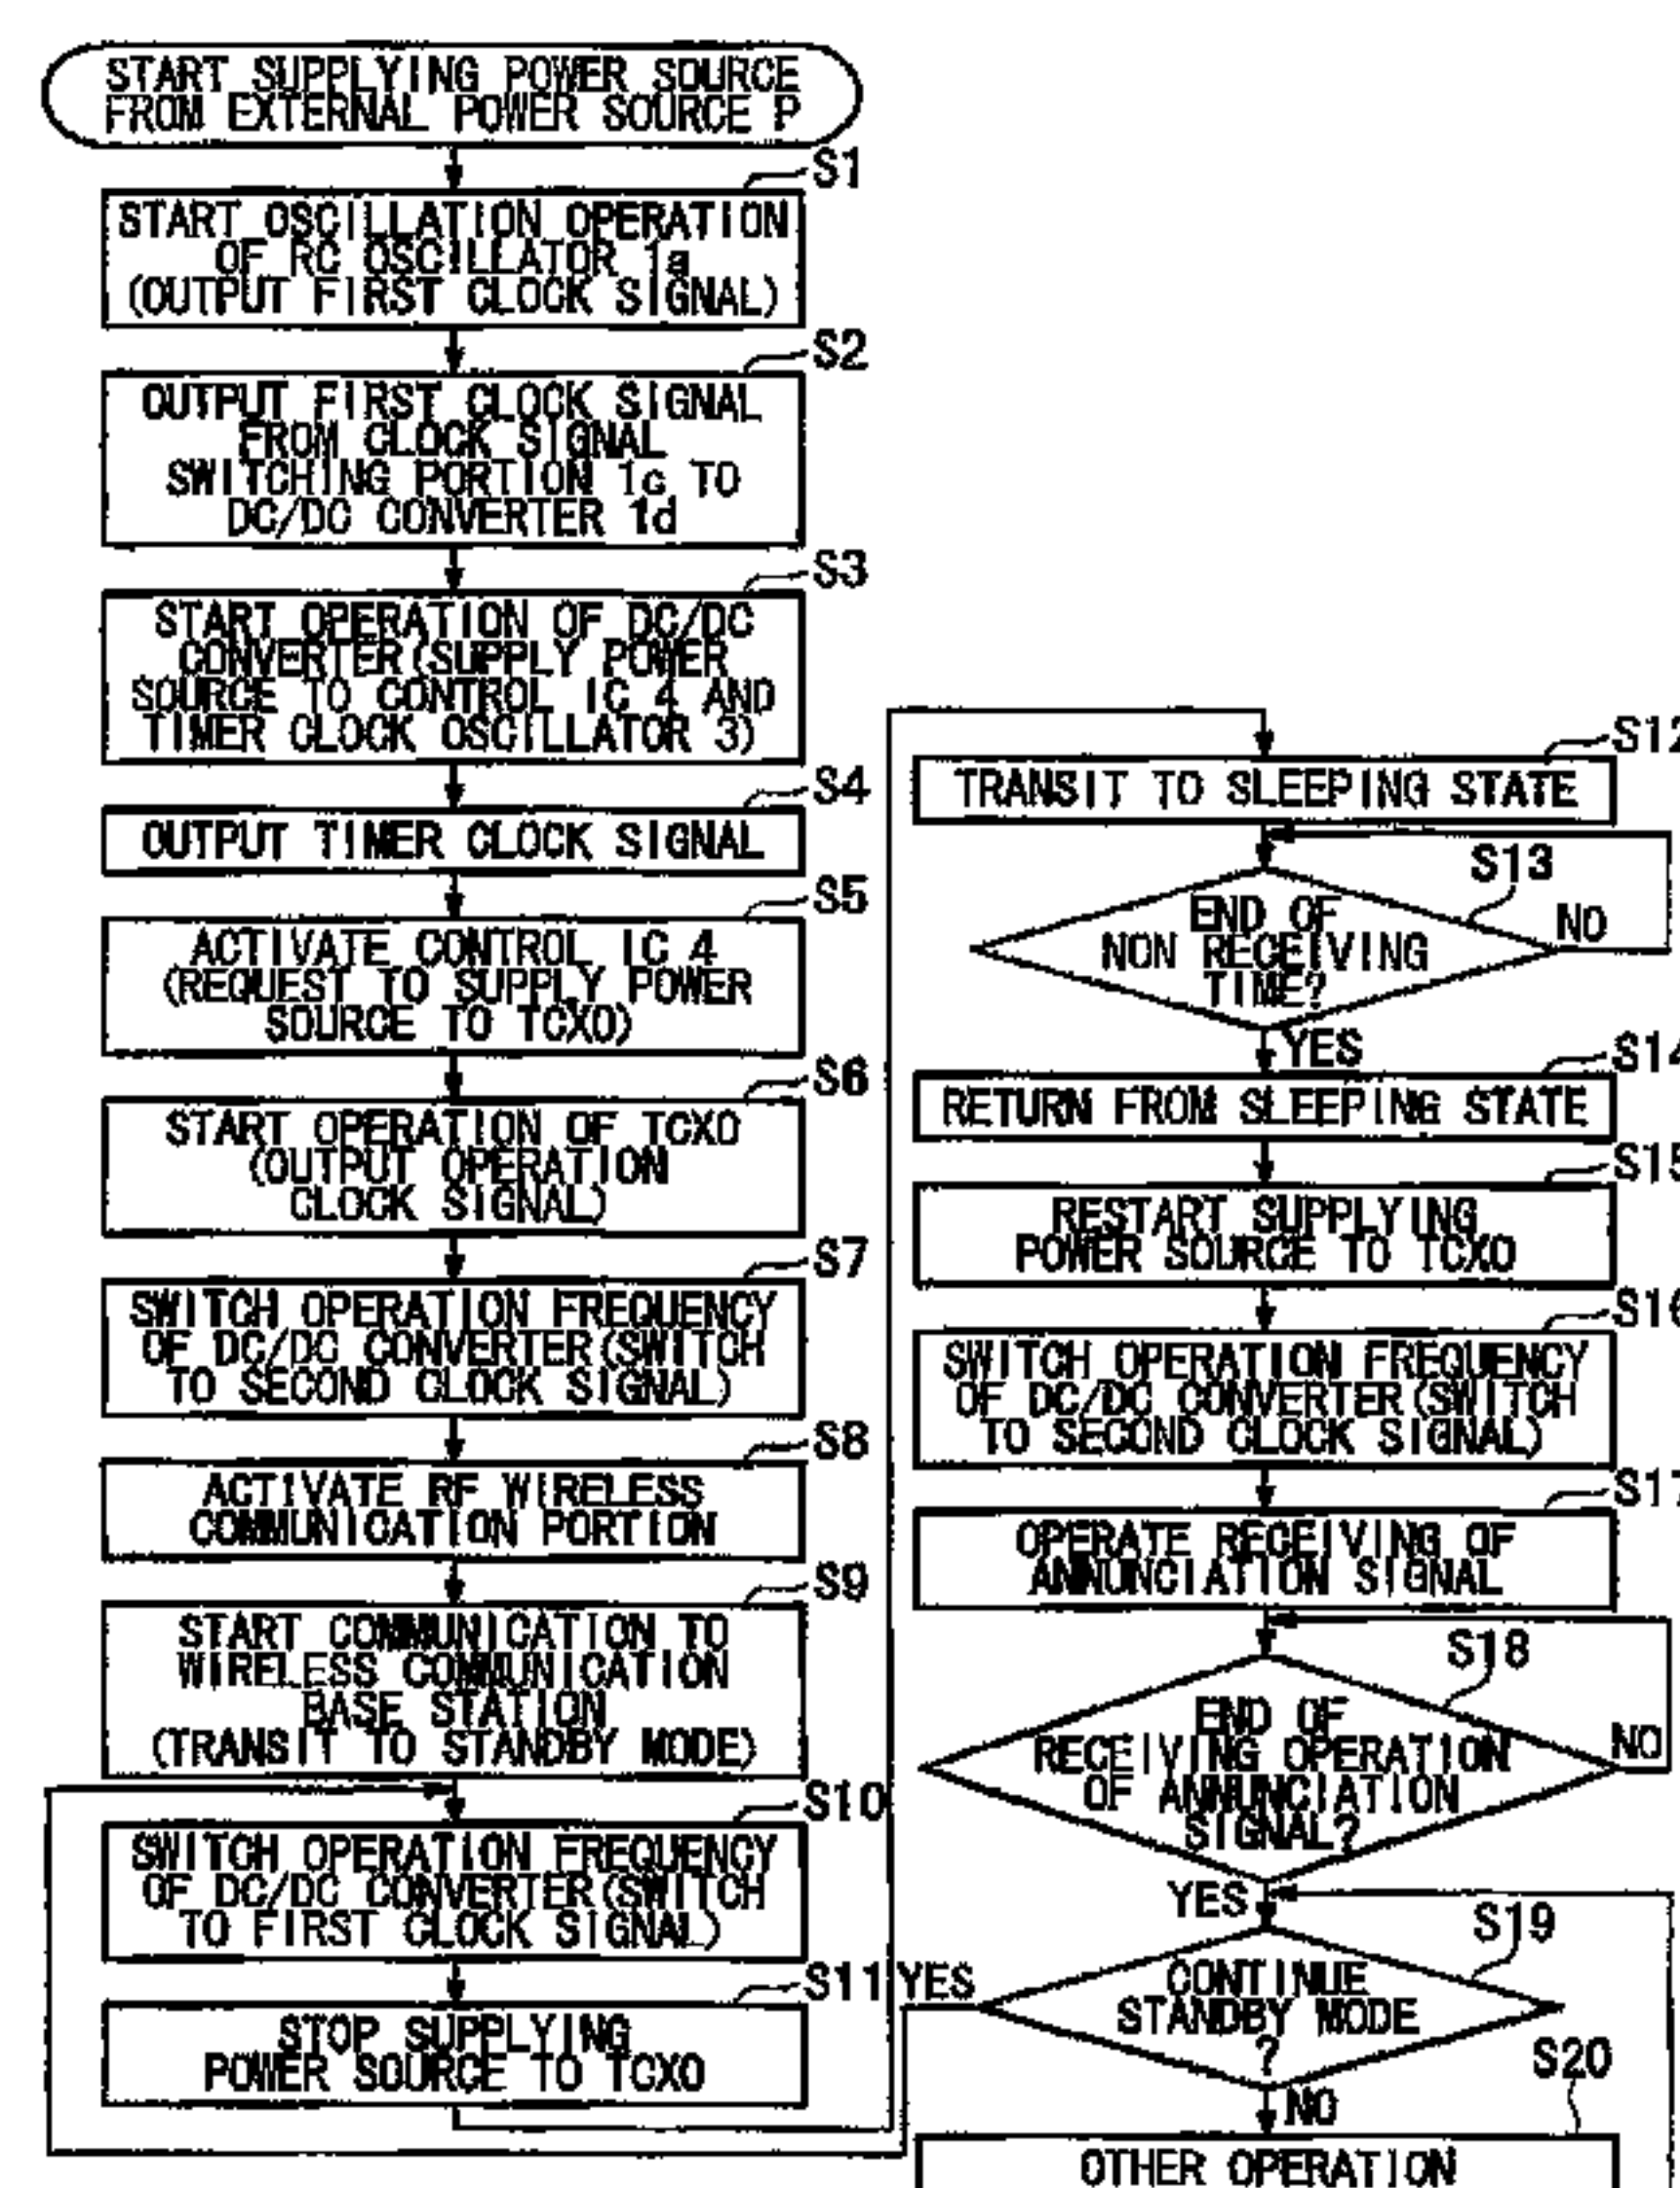 START SUPPLYING POWER SOURCE
FROM EXTERNAL POWER SOURCE P
S1
START OSCILLATION OPERATION
OF RC OSCILLATOR 1a
(OUTPUT FIRST CLOCK SIGNAL)
S2
OUTPUT FIRST CLOCK SIGNAL
FROM CLOCK SIGNAL
SWITCHING PORTION 1c TO
DC/DC CONVERTER 1d
S3
START OPERATION OF DC/DC
CONVERTER(SUPPLY POWER
SOURCE TO CONTROL IC 4 AND
TIMER CLOCK OSCILLATOR 3)
S4
OUTPUT TIMER CLOCK SIGNAL
S5
ACTIVATE CONTROL IC 4
(REQUEST TO SUPPLY POWER
SOURCE TO TCXO)
S6
START OPERATION OF TCXO
(OUTPUT OPERATION
CLOCK SIGNAL)
S7
SWITCH OPERATION FREQUENCY
OF DC/DC CONVERTER(SWITCH
TO SECOND CLOCK SIGNAL)
S8
ACTIVATE RF WIRELESS
COMMUNICATION PORTION
S9
START COMMUNICATION TO
WIRELESS COMMUNICATION
BASE STATION
(TRANSIT TO STANDBY MODE)
S10
SWITCH OPERATION FREQUENCY
OF DC/DC CONVERTER(SWITCH
TO FIRST CLOCK SIGNAL)
S11
STOP SUPPLYING
POWER SOURCE TO TCXO
S12
TRANSIT TO SLEEPING STATE
S13
END OF
NON RECEIVING
TIME?
NO
YES
S14
RETURN FROM SLEEPING STATE
S15
RESTART SUPPLYING
POWER SOURCE TO TCXO
S16
SWITCH OPERATION FREQUENCY
OF DC/DC CONVERTER(SWITCH
TO SECOND CLOCK SIGNAL)
S17
OPERATE RECEIVING OF
ANNUNCIATION SIGNAL
S18
END OF
RECEIVING OPERATION
OF ANNUNCIATION
SIGNAL?
NO
YES
S19
CONTINUE
STANDBY MODE
?
YES
NO
S20
OTHER OPERATION